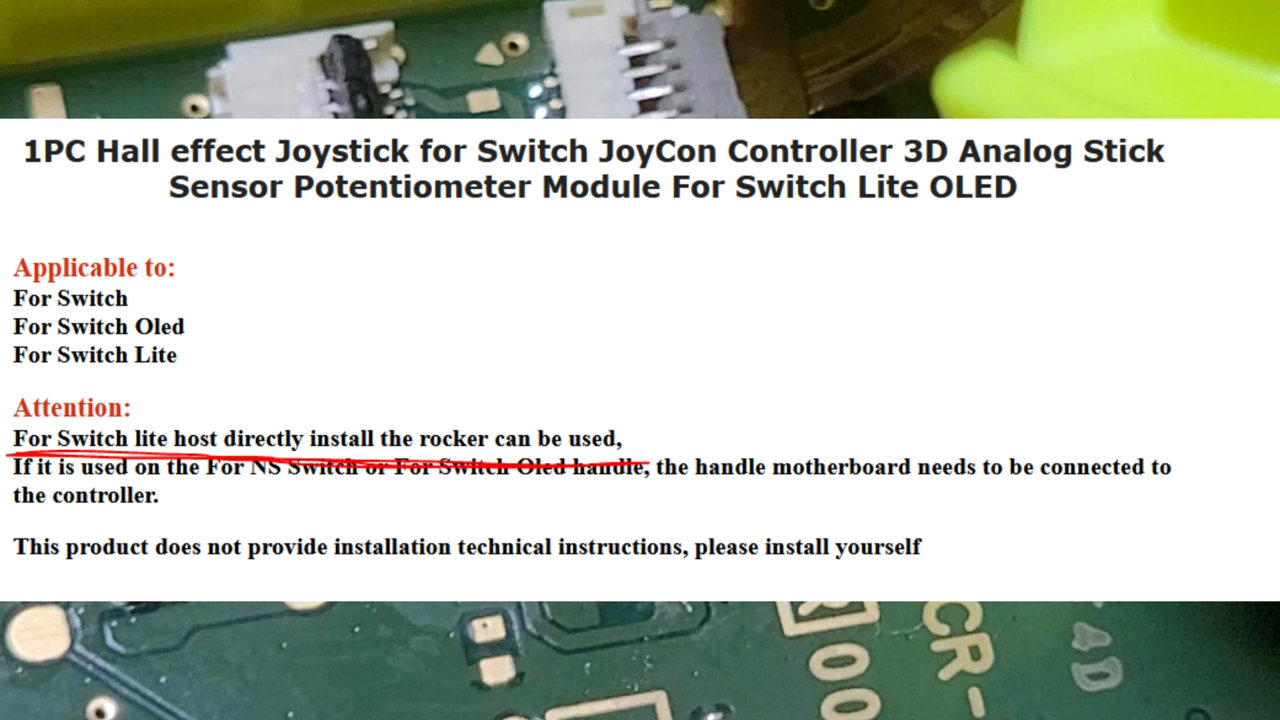 1PC Hall effect Joystick for Switch JoyCon Controller 3D Analog Stick
Sensor Potentiometer Module For Switch Lite OLED
Applicable to:
For Switch
For Switch Oled
For Switch Lite
Attention:
For Switch lite host directly install the rocker can be used,
If it is used on the For NS Switch or For Switch Oled handle, the handle motherboard needs to be connected to
the controller.
This product does not provide installation technical instructions, please install yourself
00
CR-